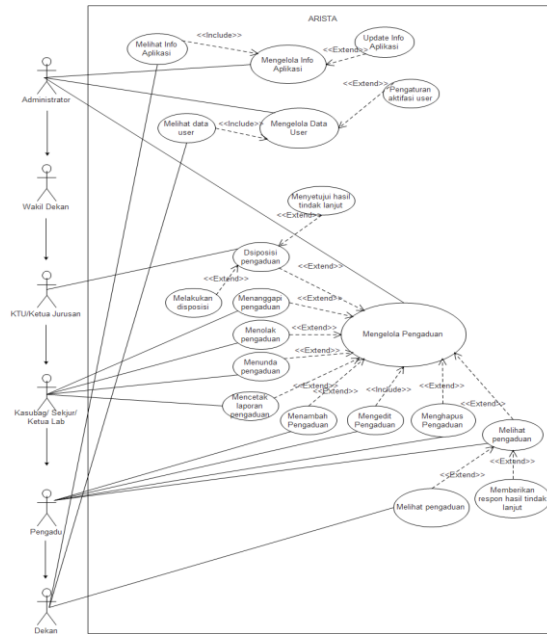 ARISTA
Melihat Info
Aplikasi
<<Include>>
Mengelola Info
Aplikasi
<<Extend>>
Update Info
Aplikasi
Administrator
<<Extend>>
Pengaturan
aktifasi user
Melihat data
user
<<Include>>
Mengelola Data
User
Wakil Dekan
Menyetujui hasil
tindak lanjut
<<Extend>>
Dsiposisi
pengaduan
<<Extend>>
<<Extend>>
Melakukan
disposisi
KTU/Ketua Jurusan
Menanggapi
pengaduan
<<Extend>>
Menolak
pengaduan
<<Extend>>
Mengelola Pengaduan
Menunda
pengaduan
<<Extend>>
Mencetak
laporan
pengaduan
<<Extend>>
<<Extend>>
<<Include>>
<<Extend>>
<<Extend>>
Kasubag/ Sekjur/
Ketua Lab
Menambah
Pengaduan
Mengedit
Pengaduan
Menghapus
Pengaduan
Melihat
pengaduan
<<Extend>>
<<Extend>>
Pengadu
Melihat pengaduan
Memberikan
respon hasil tindak
lanjut
Dekan